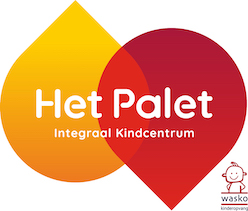 Het Palet
Integraal Kindcentrum
wasko
kinderopvang